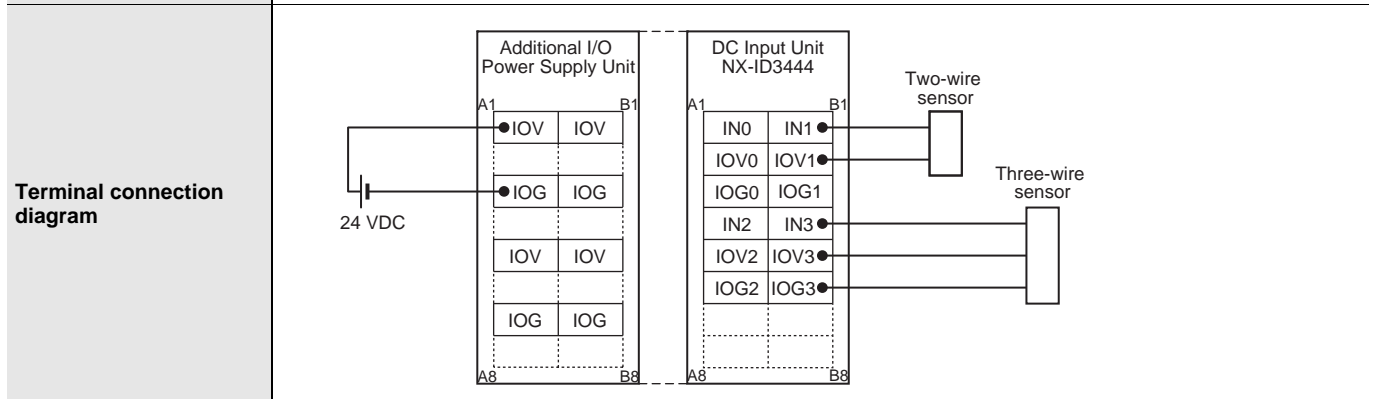 Terminal connection
diagram
Additional I/O
Power Supply Unit
A1 B1
IOV IOV
IOG IOG
IOV IOV
IOG IOG
A8 B8
24 VDC
DC Input Unit
NX-ID3444
A1 B1
IN0 IN1
IOV0 IOV1
IOG0 IOG1
IN2 IN3
IOV2 IOV3
IOG2 IOG3
A8 B8
Two-wire
sensor
Three-wire
sensor